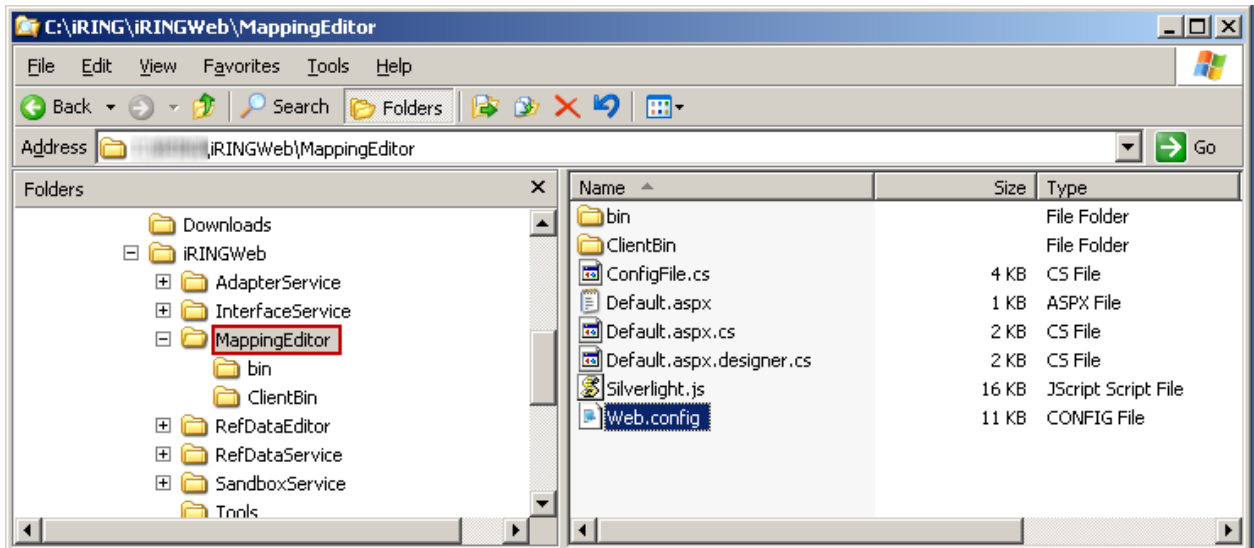 C:\iRING\iRINGWeb\MappingEditor
File Edit View Favorites Tools Help
Back Search Folders
Address iRINGWeb\MappingEditor Go
Folders x
Name Size Type
Downloads
iRINGWeb
AdapterService
InterfaceService
MappingEditor
bin
ClientBin
RefDataEditor
RefDataService
SandboxService
Tools
bin File Folder
ClientBin File Folder
ConfigFile.cs 4 KB CS File
Default.aspx 1 KB ASPX File
Default.aspx.cs 2 KB CS File
Default.aspx.designer.cs 2 KB CS File
Silverlight.js 16 KB JScript Script File
Web.config 11 KB CONFIG File